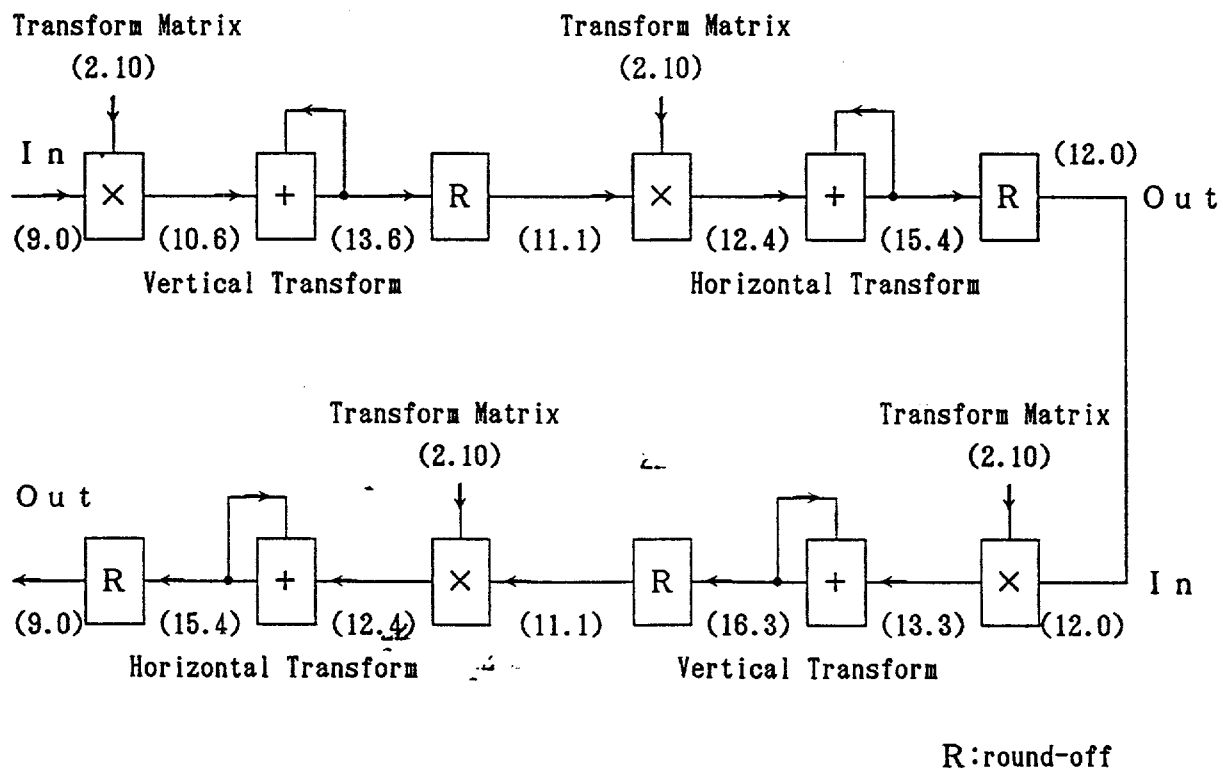 Transform Matrix Transform Matrix
(2.10) (2.10)
In (12.0)
× + R × + R Out
(9.0) (10.6) (13.6) (11.1) (12.4) (15.4)
Vertical Transform Horizontal Transform
Transform Matrix Transform Matrix
(2.10) (2.10)
Out
R + × R + × In
(9.0) (15.4) (12.4) (11.1) (16.3) (13.3) (12.0)
Horizontal Transform Vertical Transform
R:round-off